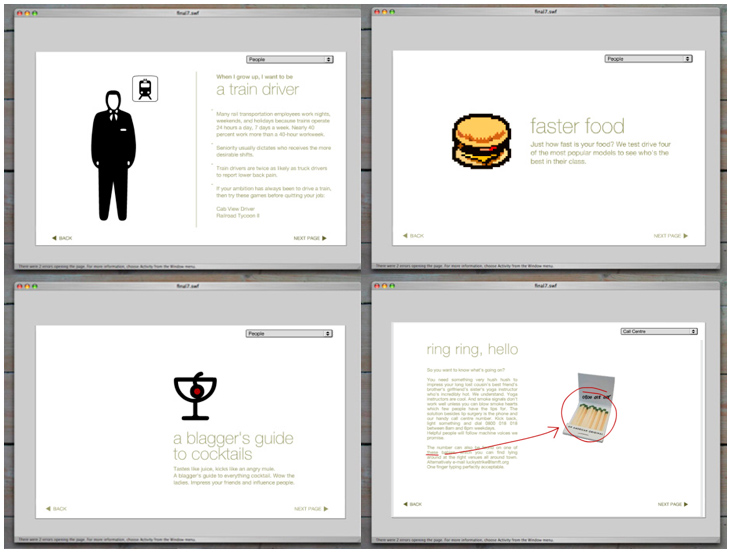 final7.swf
People
When I grow up, I want to be
a train driver
Many rail transportation employees work nights,
weekends, and holidays because trains operate
24 hours a day, 7 days a week. Nearly 40
percent work more than a 40-hour workweek.
Seniority usually dictates who receives the more
desirable shifts.
Train drivers are twice as likely as truck drivers
to report lower back pain.
If your ambition has always been to drive a train,
then try these games before quitting your job:
Cab View Driver
Railroad Tycoon II
BACK
NEXT PAGE
There were 2 errors opening the page. For more information, choose Activity from the Window menu.
final7.swf
People
faster food
Just how fast is your food? We test drive four
of the most popular models to see who's the
best in their class.
BACK
NEXT PAGE
There were 2 errors opening the page. For more information, choose Activity from the Window menu.
final7.swf
People
a blagger's guide
to cocktails
Tastes like juice, kicks like an angry mule.
A blagger's guide to everything cocktail. Wow the
ladies. Impress your friends and influence people.
BACK
NEXT PAGE
There were 2 errors opening the page. For more information, choose Activity from the Window menu.
final7.swf
Call Centre
ring ring, hello
So you want to know what's going on?
You need something very hush hush to
impress your long lost cousin's best friend's
brother's girlfriend's sister's yoga instructor
who's incredibly hot. We understand. Yoga
instructors are cool. And smoke signals don't
work well unless you can blow smoke hearts
which few people have the lips for. The
solution besides lip surgery is the phone and
our handy call centre number. Kick back,
light something and dial 0800 018 019
between 8am and 6pm weekdays.
Helpful people will follow machine voices we
promise.
This number can also be found on one of
these you can find lying
around at the light venues all around town.
Alternatively e-mail
One finger typing perfectly acceptable.
BACK
NEXT PAGE
There were 2 errors opening the page. For more information, choose Activity from the Window menu.